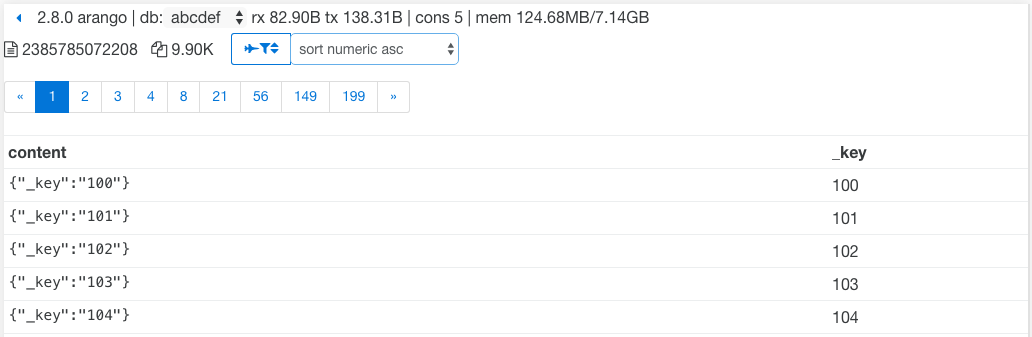 2.8.0 arango | db: abcdef rx 82.90B tx 138.31B | cons 5 | mem 124.68MB/7.14GB
2385785072208 9.90K sort numeric asc
« 1 2 3 4 8 21 56 149 199 »
content _key
{"_key":"100"} 100
{"_key":"101"} 101
{"_key":"102"} 102
{"_key":"103"} 103
{"_key":"104"} 104